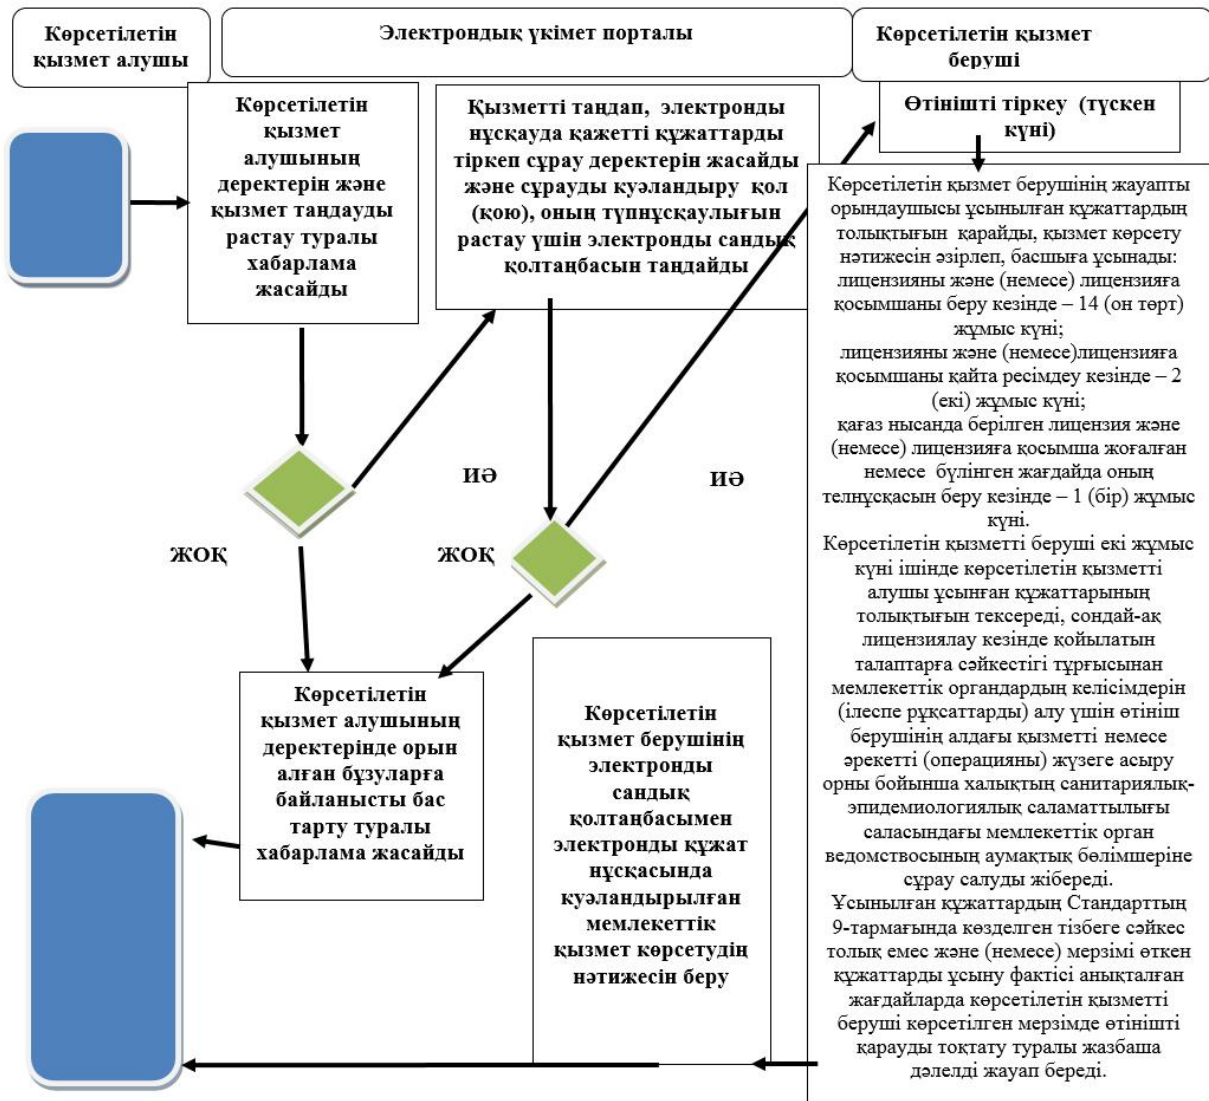 Көрсетілетін
қызмет алушы
Электрондық үкімет порталы
Көрсетілетін қызмет
беруші
Көрсетілетін
қызмет
алушының
деректерін және
қызмет таңдауды
растау туралы
хабарлама
жасайды
Қызметті таңдап, электронды
нұсқауда қажетті құжаттарды
тіркеп сұрау деректерін жасайды
және сұрауды куәландыру қол
(қою), оның түпнұсқаулығын
растау үшін электронды сандық
қолтаңбасын таңдайды
Өтінішті тіркеу (түскен
күні)
Көрсетілетін қызмет берушінің жауапты
орындаушысы ұсынылған құжаттардың
толықтығын қарайды, қызмет көрсету
нәтижесін әзірлеп, басшыға ұсынады:
лицензияны және (немесе) лицензияға
қосымшаны беру кезінде – 14 (он төрт)
жұмыс күні;
лицензияны және (немесе)лицензияға
қосымшаны қайта ресімдеу кезінде – 2
(екі) жұмыс күні;
қағаз нысанда берілген лицензия және
(немесе) лицензияға қосымша жоғалған
немесе бүлінген жағдайда оның
телнұсқасын беру кезінде – 1 (бір) жұмыс
күні.
Көрсетілетін қызметті беруші екі жұмыс
күні ішінде көрсетілетін қызметті
алушы ұсынған құжаттарының
толықтығын тексереді, сондай-ақ
лицензиялау кезінде қойылатын
талаптарға сәйкестігі тұрғысынан
мемлекеттік органдардың келісімдерін
(ілеспе рұқсаттарды) алу үшін өтініш
берушінің алдағы қызметті немесе
әрекетті (операцияны) жүзеге асыру
орны бойынша халықтың санитариялық-
эпидемиологиялық саламаттылығы
саласындағы мемлекеттік орган
ведомствосының аумақтық бөлімшеріне
сұрау салуды жібереді.
Ұсынылған құжаттардың Стандарттың
9-тармағында көзделген тізбеге сәйкес
толық емес және (немесе) мерзімі өткен
құжаттарды ұсыну фактісі анықталған
жағдайларда көрсетілетін қызметті
беруші көрсетілген мерзімде өтінішті
қарауды тоқтату туралы жазбаша
дәлелді жауап береді.
ИӘ
ИӘ
ЖОҚ
ЖОҚ
Көрсетілетін
қызмет алушының
деректерінде орын
алған бұзуларға
байланысты бас
тарту туралы
хабарлама жасайды
Көрсетілетін
қызмет берушінің
электронды
сандық
қолтаңбасымен
электронды құжат
нұсқасында
куәландырылған
мемлекеттік
қызмет көрсетудің
нәтижесін беру